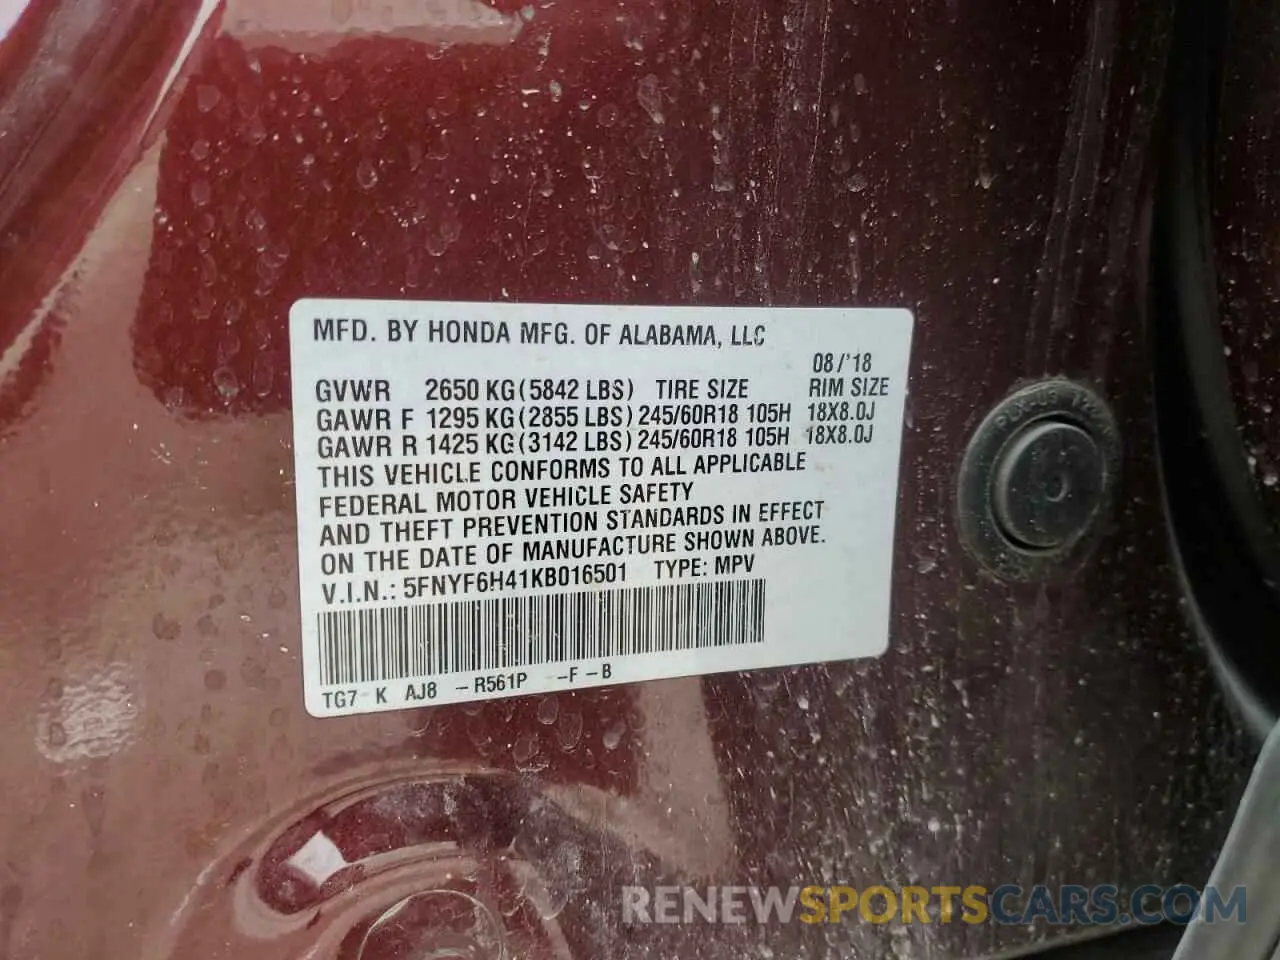 MFD. BY HONDA MFG. OF ALABAMA, LLC
08/'18
GVWR 2650 KG (5842 LBS) TIRE SIZE RIM SIZE
GAWR F 1295 KG (2855 LBS) 245/60R18 105H 18X8.0J
GAWR R 1425 KG (3142 LBS) 245/60R18 105H 18X8.0J
THIS VEHICLE CONFORMS TO ALL APPLICABLE
FEDERAL MOTOR VEHICLE SAFETY
AND THEFT PREVENTION STANDARDS IN EFFECT
ON THE DATE OF MANUFACTURE SHOWN ABOVE.
V.I.N.: 5FNYF6H41KB016501 TYPE: MPV
TG7 K AJ8 -R561P -F-B
RENEWSPORTSCARS.COM